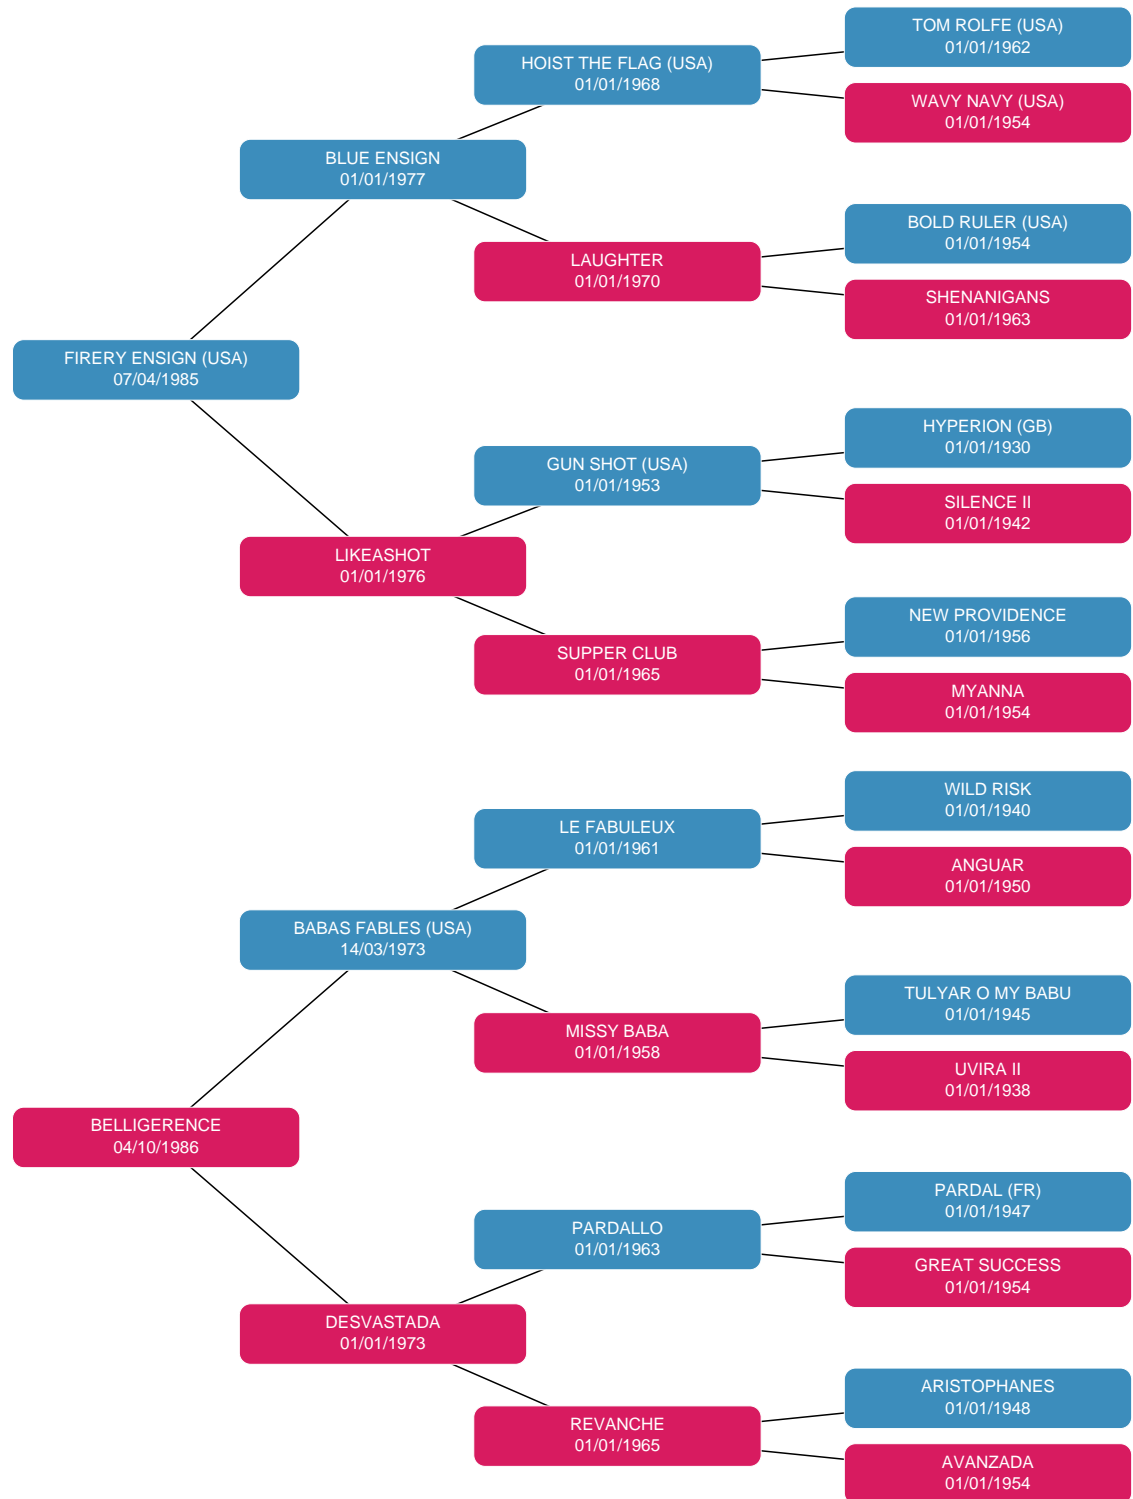 TOM ROLFE (USA)
01/01/1962
HOIST THE FLAG (USA)
01/01/1968
WAVY NAVY (USA)
01/01/1954
BLUE ENSIGN
01/01/1977
BOLD RULER (USA)
01/01/1954
LAUGHTER
01/01/1970
SHENANIGANS
01/01/1963
FIRERY ENSIGN (USA)
07/04/1985
HYPERION (GB)
01/01/1930
GUN SHOT (USA)
01/01/1953
SILENCE II
01/01/1942
LIKEASHOT
01/01/1976
NEW PROVIDENCE
01/01/1956
SUPPER CLUB
01/01/1965
MYANNA
01/01/1954
WILD RISK
01/01/1940
LE FABULEUX
01/01/1961
ANGUAR
01/01/1950
BABAS FABLES (USA)
14/03/1973
TULYAR O MY BABU
01/01/1945
MISSY BABA
01/01/1958
UVIRA II
01/01/1938
BELLIGERENCE
04/10/1986
PARDAL (FR)
01/01/1947
PARDALLO
01/01/1963
GREAT SUCCESS
01/01/1954
DESVASTADA
01/01/1973
ARISTOPHANES
01/01/1948
REVANCHE
01/01/1965
AVANZADA
01/01/1954